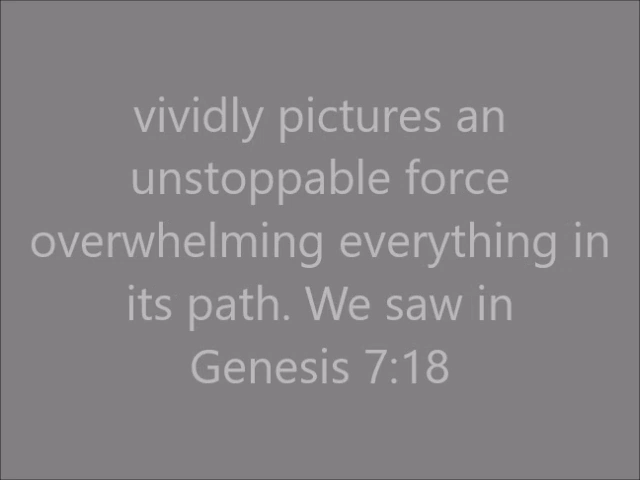 vividly pictures an
unstoppable force
overwhelming everything in
its path. We saw in
Genesis 7:18